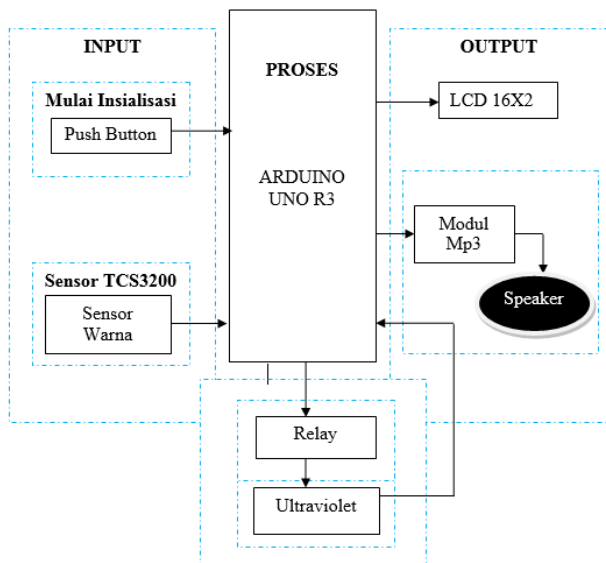 INPUT
Mulai Insialisasi
Push Button
Sensor TCS3200
Sensor
Warna
PROSES
ARDUINO
UNO R3
OUTPUT
LCD 16X2
Modul
Mp3
Speaker
Relay
Ultraviolet